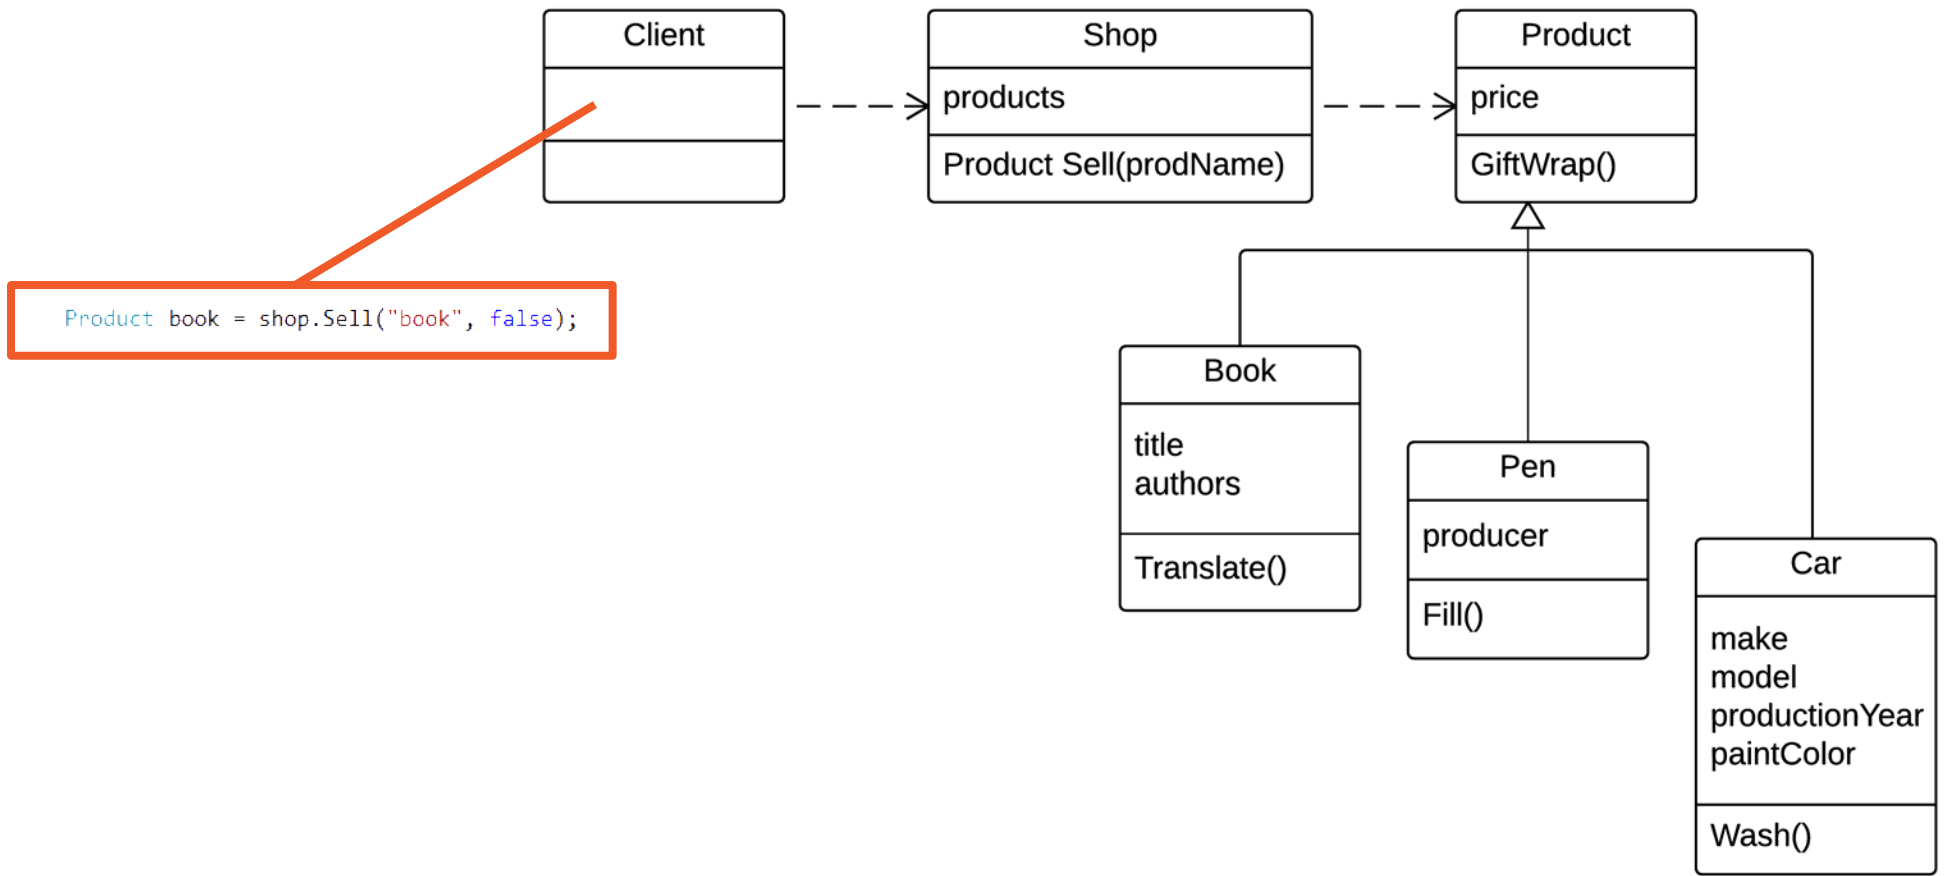 Client
Shop
products
Product Sell(prodName)
Product
price
GiftWrap()
Product book = shop.Sell("book", false);
Book
title
authors
Translate()
Pen
producer
Fill()
Car
make
model
productionYear
paintColor
Wash()